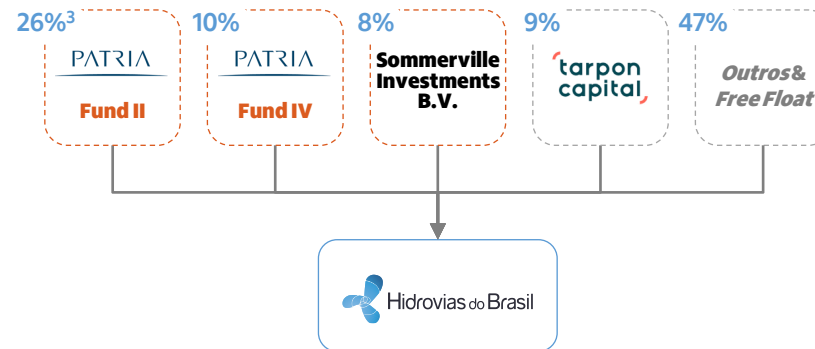 26%³
10%
8%
9%
47%
PATRIA
Fund II
PATRIA
Fund IV
Sommerville
Investments
B.V.
tarpon
capital
Outros &
Free Float
Hidrovias do Brasil